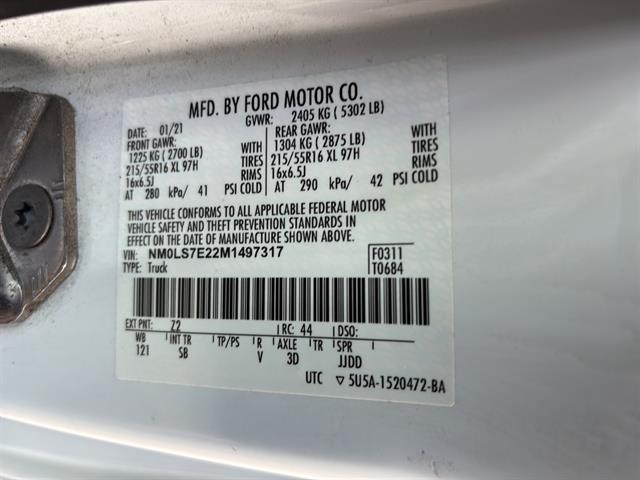 MFD. BY FORD MOTOR CO.
DATE: 01/21 GVWR: 2405 KG ( 5302 LB)
FRONT GAWR: REAR GAWR:
1225 KG (2700 LB) WITH 1304 KG ( 2875 LB) WITH
215/55R16 XL 97H TIRES 215/55R16 XL 97H TIRES
16x6.5J RIMS 16x6.5J RIMS
AT 280 kPa/ 41 PSI COLD AT 290 kPa/ 42 PSI COLD
THIS VEHICLE CONFORMS TO ALL APPLICABLE FEDERAL MOTOR
VEHICLE SAFETY AND THEFT PREVENTION STANDARDS IN
EFFECT ON THE DATE OF MANUFACTURE SHOWN ABOVE.
VIN: NM0LS7E22M1497317 F0311
TYPE: Truck T0684
EXT PNT: Z2 RC: 44 DSO:
WB INT TR TP/PS R AXLE TR SPR
121 SB V 3D JJDD
UTC ▽ 5U5A-1520472-BA